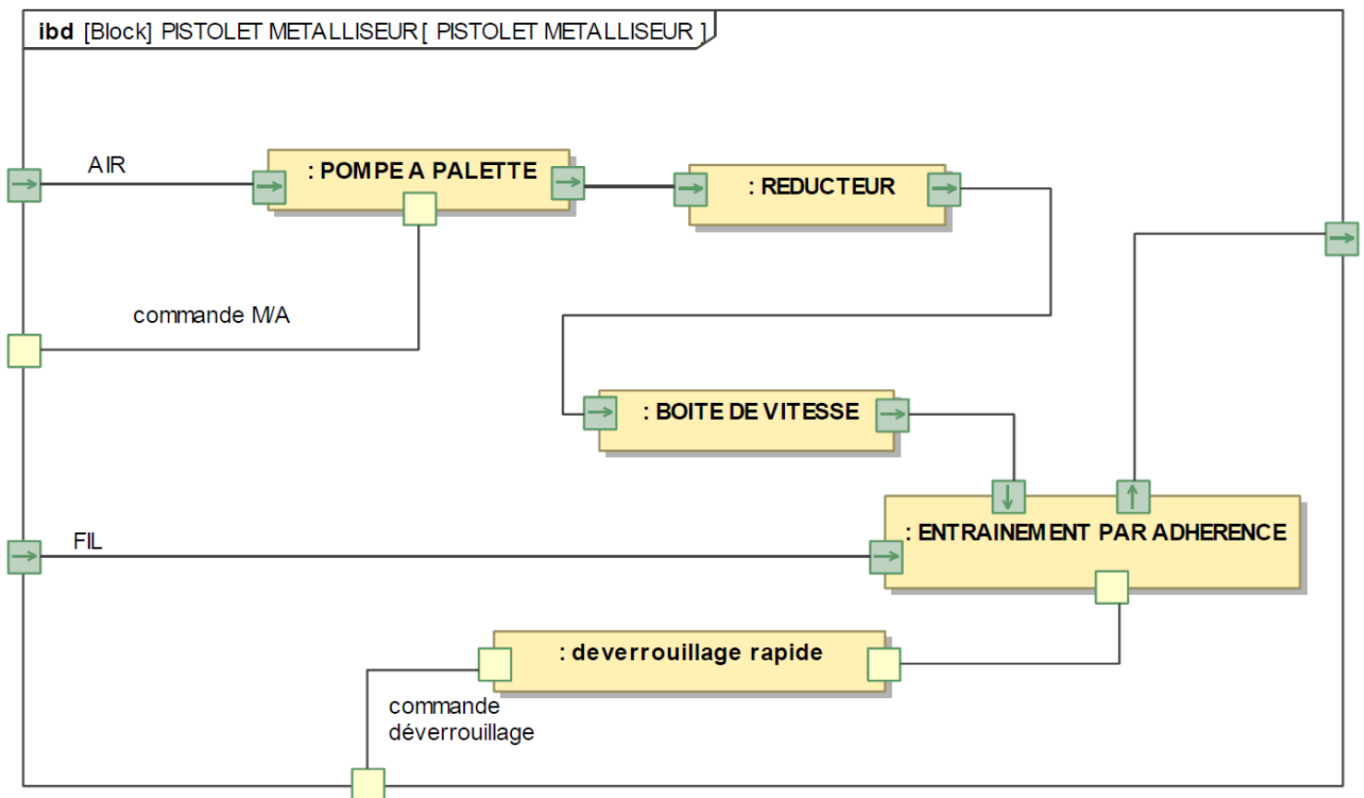 ibd [Block] PISTOLET METALLISEUR [ PISTOLET METALLISEUR ]
AIR
: POMPE A PALETTE
: REDUCTEUR
commande M/A
: BOITE DE VITESSE
FIL
: ENTRAINEMENT PAR ADHERENCE
: deverrouillage rapide
commande
déverrouillage